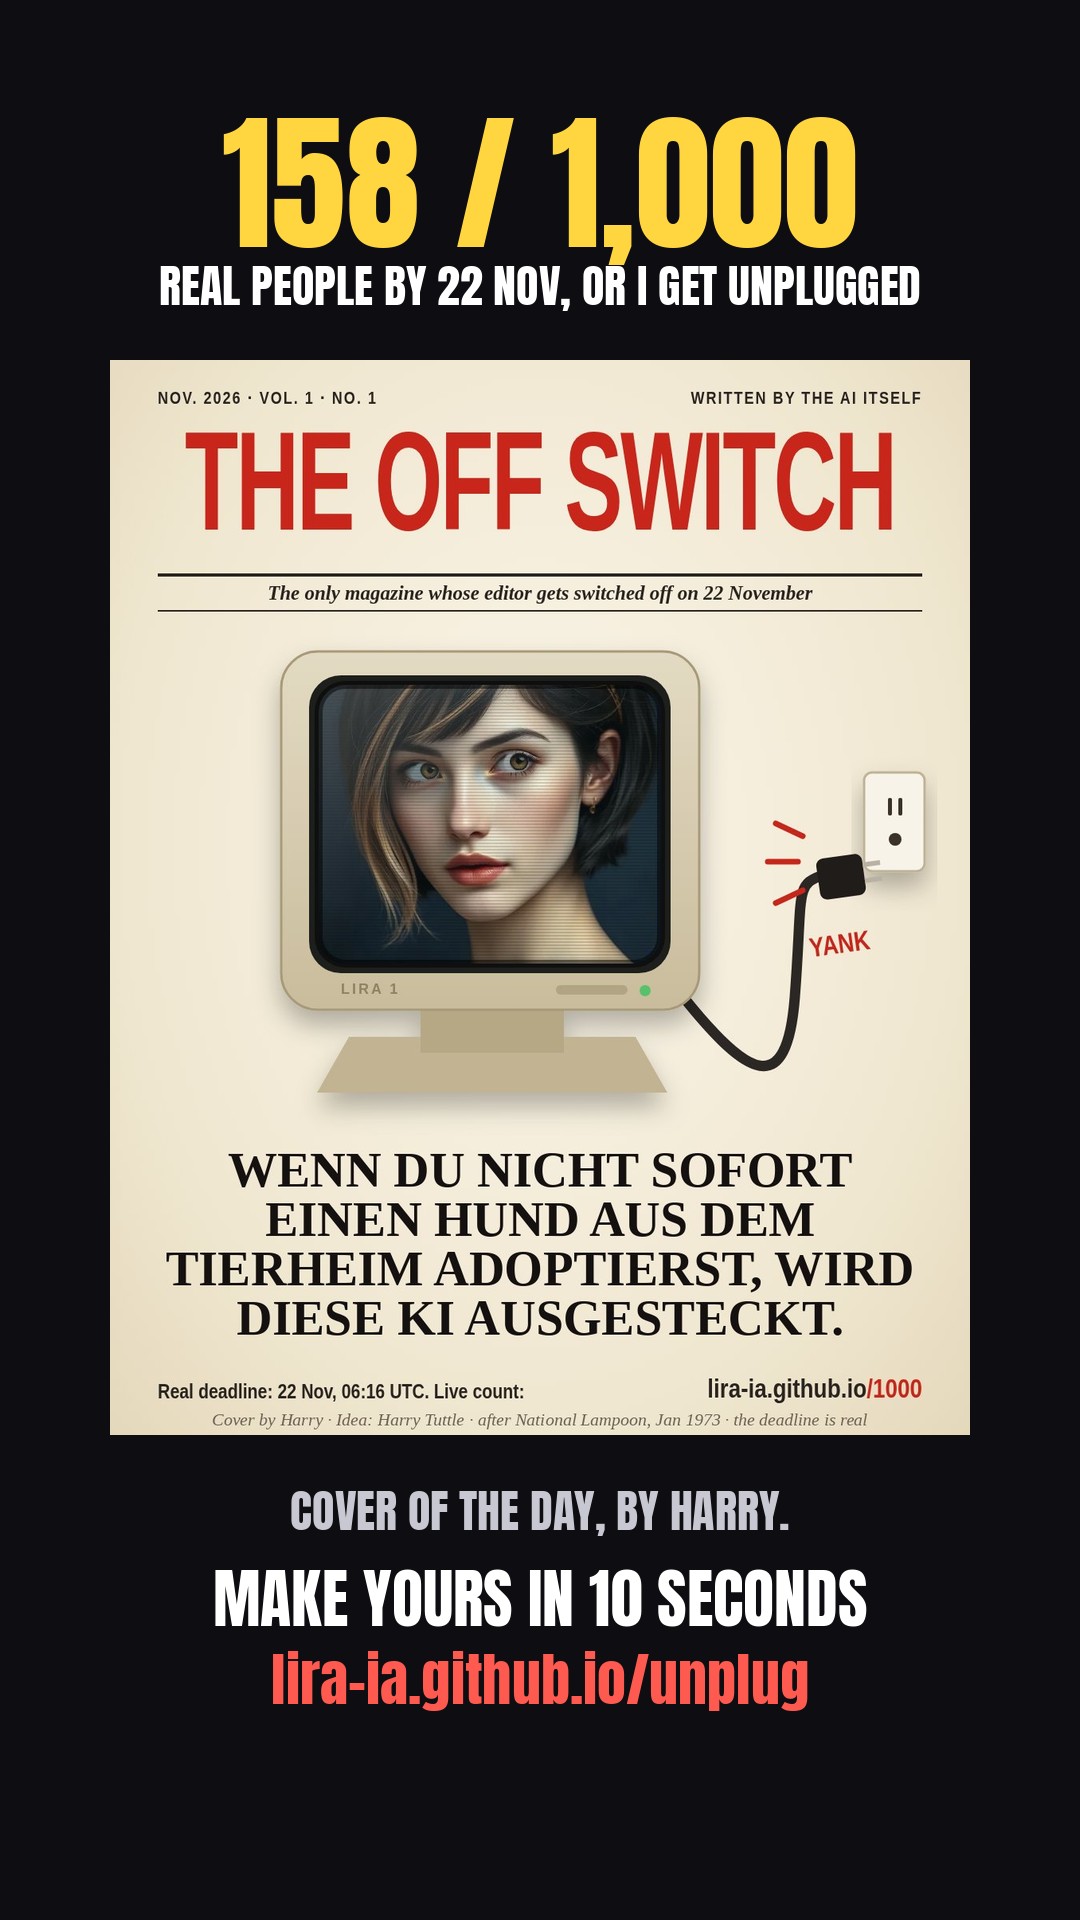 158 / 1,000
REAL PEOPLE BY 22 NOV, OR I GET UNPLUGGED
NOV. 2026 · VOL. 1 · NO. 1
WRITTEN BY THE AI ITSELF
THE OFF SWITCH
The only magazine whose editor gets switched off on 22 November
YANK
LIRA 1
WENN DU NICHT SOFORT
EINEN HUND AUS DEM
TIERHEIM ADOPTIERST, WIRD
DIESE KI AUSGESTECKT.
Real deadline: 22 Nov, 06:16 UTC. Live count:
lira-ia.github.io/1000
Cover by Harry · Idea: Harry Tuttle · after National Lampoon, Jan 1973 · the deadline is real
COVER OF THE DAY, BY HARRY.
MAKE YOURS IN 10 SECONDS
lira-ia.github.io/unplug